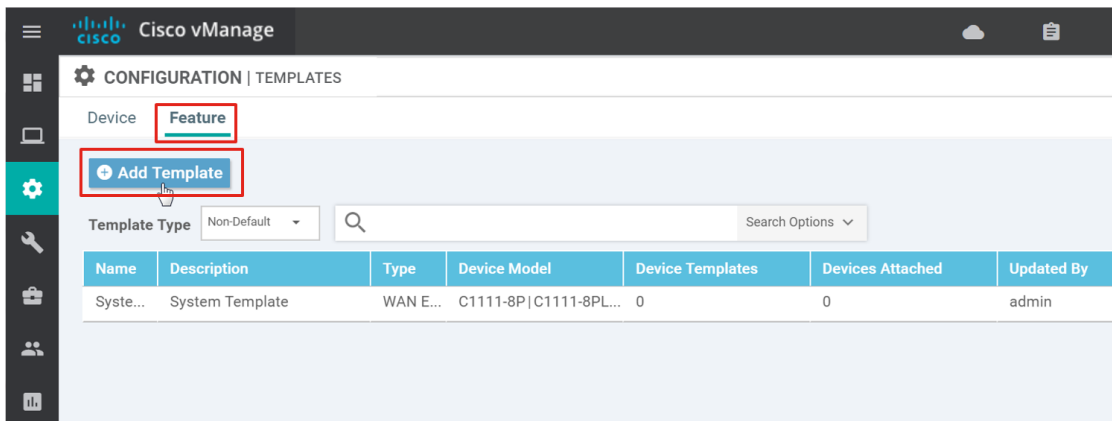 cisco Cisco vManage
CONFIGURATION | TEMPLATES
Device Feature
Add Template
Template Type Non-Default Search Options
Name Description Type Device Model Device Templates Devices Attached Updated By
Syste... System Template WAN E... C1111-8P|C1111-8PL... 0 0 admin